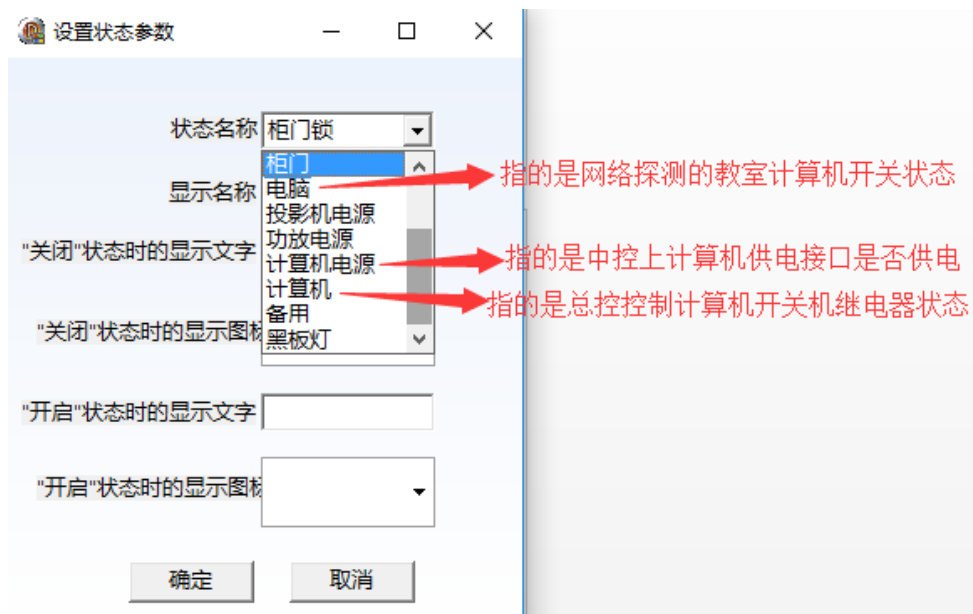 设置状态参数
状态名称 柜门锁
柜门
显示名称 电脑 指的是网络探测的教室计算机开关状态
投影机电源
"关闭"状态时的显示文字 功放电源
计算机电源 指的是中控上计算机供电接口是否供电
计算机 指的是总控控制计算机开关机继电器状态
备用
"关闭"状态时的显示图标 黑板灯
"开启"状态时的显示文字
"开启"状态时的显示图标
确定 取消